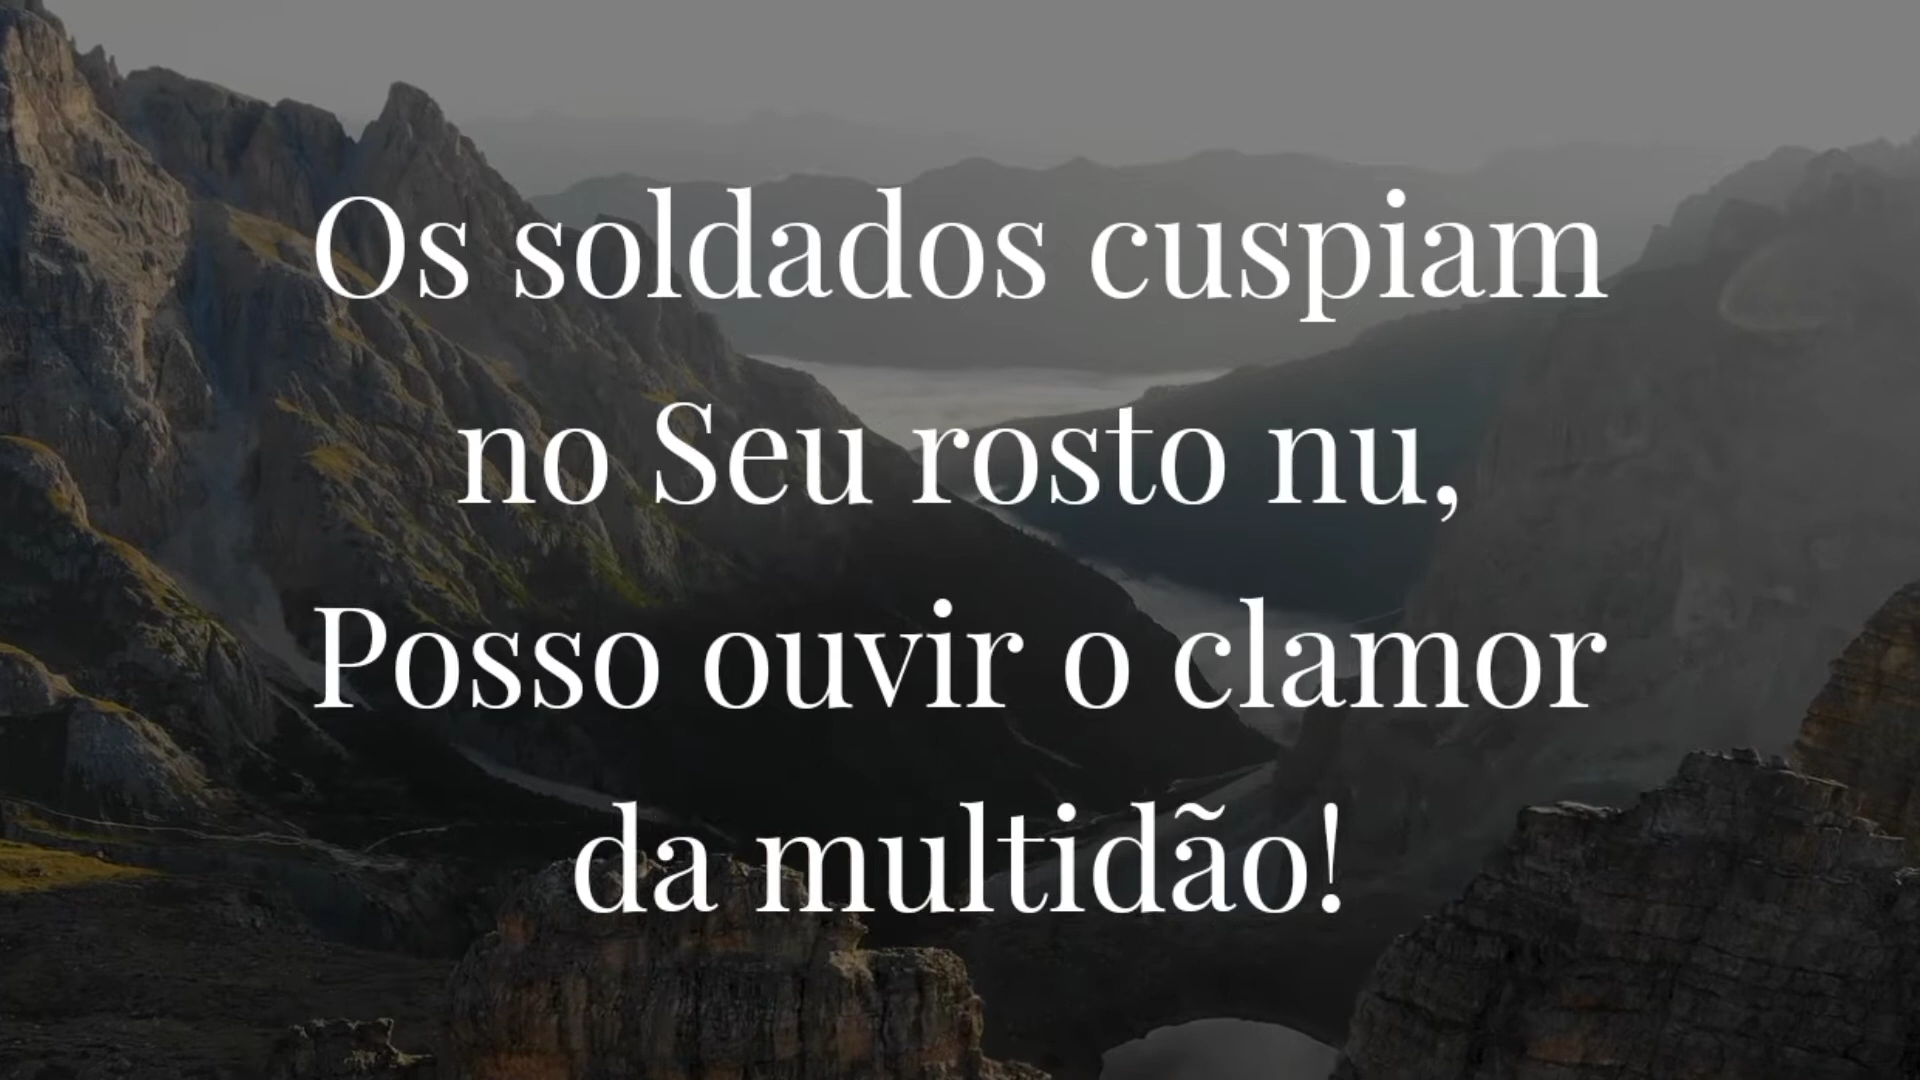 Os soldados cuspiam
no Seu rosto nu,
Posso ouvir o clamor
da multidão!